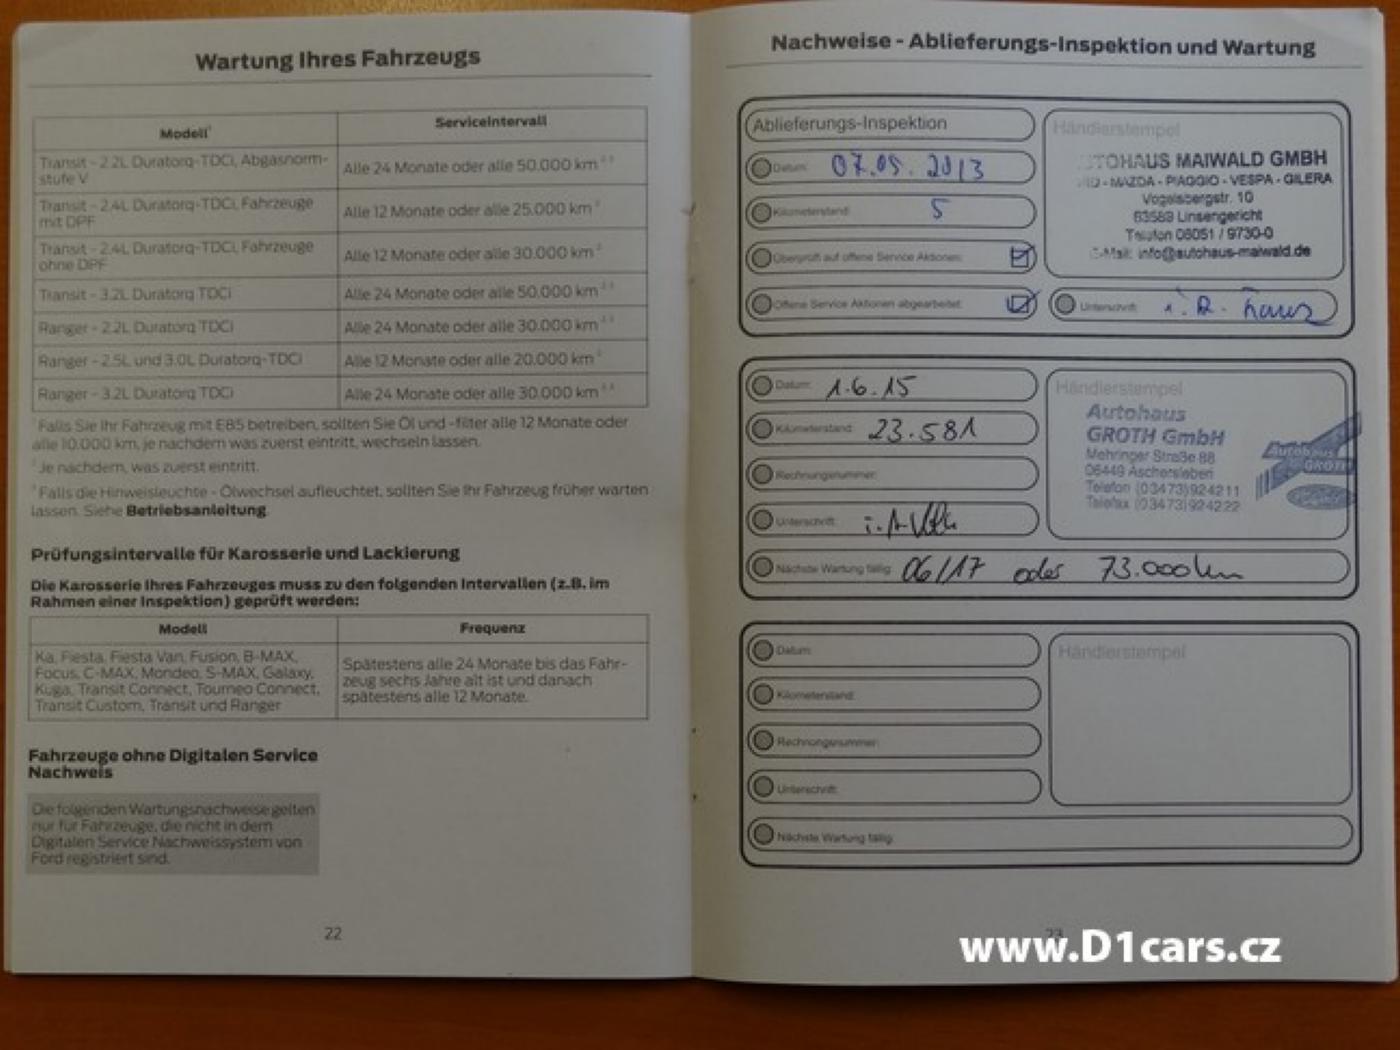 Wartung Ihres Fahrzeugs
Modell¹
Serviceintervall
Transit - 2.2L Duratorq-TDCi, Abgasnorm-
stufe V
Alle 24 Monate oder alle 50.000 km
Transit - 2.4L Duratorq-TDCi, Fahrzeuge
mit DPF
Alle 12 Monate oder alle 25.000 km
Transit - 2.4L Duratorq-TDCi, Fahrzeuge
ohne DPF
Alle 12 Monate oder alle 30.000 km
Transit - 3.2L Duratorq TDCi
Alle 24 Monate oder alle 50.000 km
Ranger - 2.2L Duratorq TDCi
Alle 24 Monate oder alle 30.000 km
Ranger - 2.5L und 3.0L Duratorq-TDCi
Alle 12 Monate oder alle 20.000 km
Ranger - 3.2L Duratorq TDCi
Alle 24 Monate oder alle 30.000 km
¹ Falls Sie Ihr Fahrzeug mit E85 betreiben, sollten Sie Öl und -filter alle 12 Monate oder
alle 10.000 km, je nachdem was zuerst eintritt, wechseln lassen.
² Je nachdem, was zuerst eintritt.
³ Falls die Hinweisleuchte - Ölwechsel aufleuchtet, sollten Sie Ihr Fahrzeug früher warten
lassen. Siehe Betriebsanleitung.
Prüfungsintervalle für Karosserie und Lackierung
Die Karosserie Ihres Fahrzeuges muss zu den folgenden Intervallen (z.B. im
Rahmen einer Inspektion) geprüft werden:
Modell
Frequenz
Ka, Fiesta, Fiesta Van, Fusion, B-MAX,
Focus, C-MAX, Mondeo, S-MAX, Galaxy,
Kuga, Transit Connect, Tourneo Connect,
Transit Custom, Transit und Ranger
Spätestens alle 24 Monate bis das Fahr-
zeug sechs Jahre alt ist und danach
spätestens alle 12 Monate.
Fahrzeuge ohne Digitalen Service
Nachweis
Die folgenden Wartungsnachweise gelten
nur für Fahrzeuge, die nicht in dem
Digitalen Service Nachweissystem von
Ford registriert sind.
22
Nachweise - Ablieferungs-Inspektion und Wartung
Ablieferungs-Inspektion
Datum: 07.05.2013
Kilometerstand: 5
Überprüft auf offene Service Aktionen:
Offene Service Aktionen abgearbeitet:
Händlerstempel
TOHAUS MAIWALD GMBH
- MAZDA - PIAGGIO - VESPA - GILERA
Vogelsbergstr. 10
63589 Linsengericht
Telefon 06051 / 9730-0
E-Mail: info@autohaus-maiwald.de
Unterschrift:
Datum: 1.6.15
Kilometerstand: 23.581
Rechnungsnummer:
Unterschrift:
Nächste Wartung fällig: 06/17 oder 73.000km
Händlerstempel
Autohaus
GROTH GmbH
Mehringer Straße 88
06449 Aschersleben
Telefon (03473) 924211
Telefax (03473) 924222
Autohaus
GROTH
Datum:
Kilometerstand:
Rechnungsnummer:
Unterschrift:
Nächste Wartung fällig:
Händlerstempel
23
www.D1cars.cz